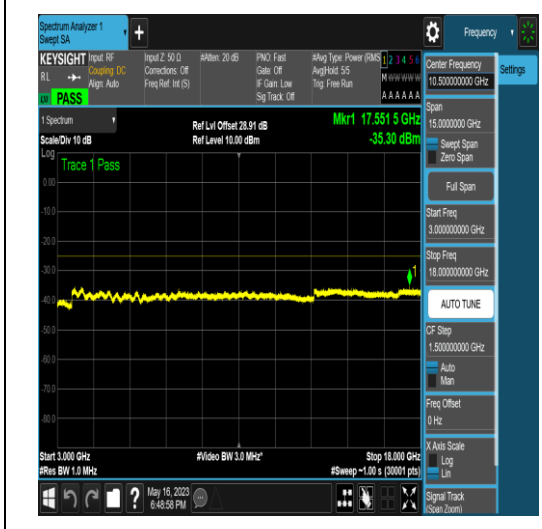 Spectrum Analyzer 1
Swept SA
Frequency
KEYSIGHT
Input: RF
Coupling: DC
Align: Auto
Input Z: 50 Ω
Corrections: Off
Freq Ref: Int (S)
#Atten: 20 dB
PNO: Fast
Gate: Off
IF Gain: Low
Sig Track: Off
#Avg Type: Power (RMS
Avg|Hold: 5/5
Trig: Free Run
1 2 3 4 5 6
M W W W W W
A A A A A A
RL
PASS
1 Spectrum
Scale/Div 10 dB
Ref Lvl Offset 28.91 dB
Ref Level 10.00 dBm
Mkr1 17.551 5 GHz
-35.30 dBm
Log
Trace 1 Pass
0.00
-10.0
-20.0
-30.0
-40.0
-50.0
-60.0
-70.0
-80.0
1
Start 3.000 GHz
#Res BW 1.0 MHz
#Video BW 3.0 MHz*
Stop 18.000 GHz
#Sweep ~1.00 s (30001 pts)
May 16, 2023
6:48:58 PM
Center Frequency
10.500000000 GHz
Settings
Span
15.0000000 GHz
Swept Span
Zero Span
Full Span
Start Freq
3.000000000 GHz
Stop Freq
18.000000000 GHz
AUTO TUNE
CF Step
1.500000000 GHz
Auto
Man
Freq Offset
0 Hz
X Axis Scale
Log
Lin
Signal Track
(Span Zoom)